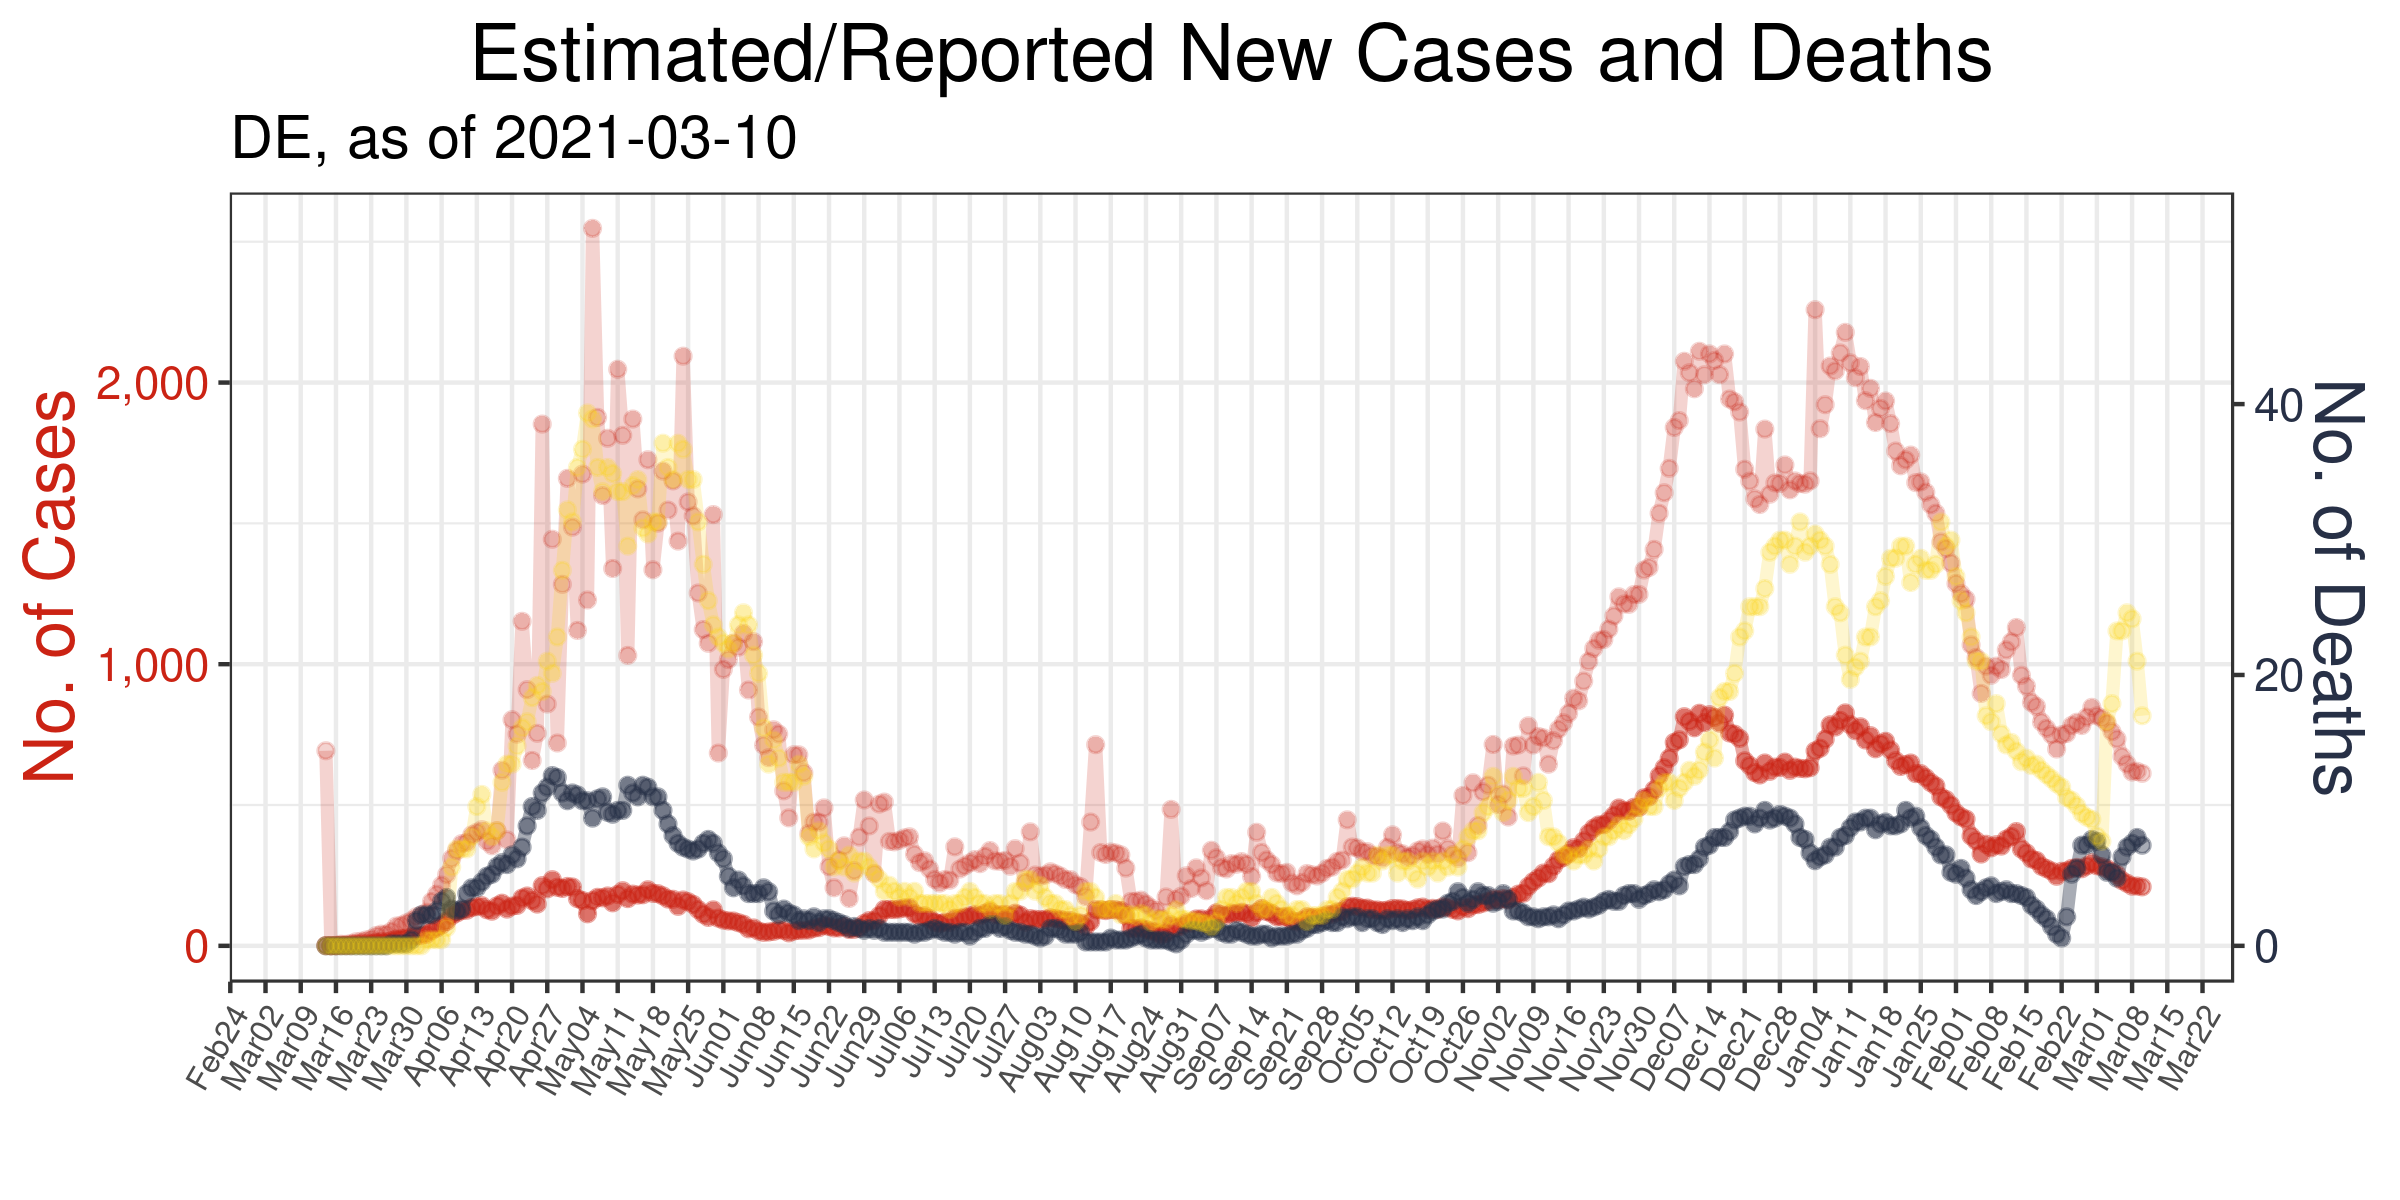 Estimated/Reported New Cases and Deaths
DE, as of 2021-03-10
No. of Cases
2,000
1,000
0
No. of Deaths
40
20
0
Feb24
Mar02
Mar09
Mar16
Mar23
Mar30
Apr06
Apr13
Apr20
Apr27
May04
May11
May18
May25
Jun01
Jun08
Jun15
Jun22
Jun29
Jul06
Jul13
Jul20
Jul27
Aug03
Aug10
Aug17
Aug24
Aug31
Sep07
Sep14
Sep21
Sep28
Oct05
Oct12
Oct19
Oct26
Nov02
Nov09
Nov16
Nov23
Nov30
Dec07
Dec14
Dec21
Dec28
Jan04
Jan11
Jan18
Jan25
Feb01
Feb08
Feb15
Feb22
Mar01
Mar08
Mar15
Mar22